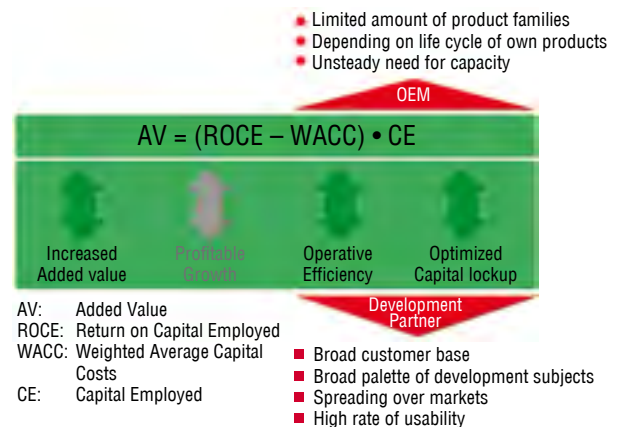 Limited amount of product families
Depending on life cycle of own products
Unsteady need for capacity
OEM
AV = (ROCE – WACC) • CE
Increased
Added value
Profitable
Growth
Operative
Efficiency
Optimized
Capital lockup
AV: Added Value
ROCE: Return on Capital Employed
WACC: Weighted Average Capital
Costs
CE: Capital Employed
Development
Partner
Broad customer base
Broad palette of development subjects
Spreading over markets
High rate of usability